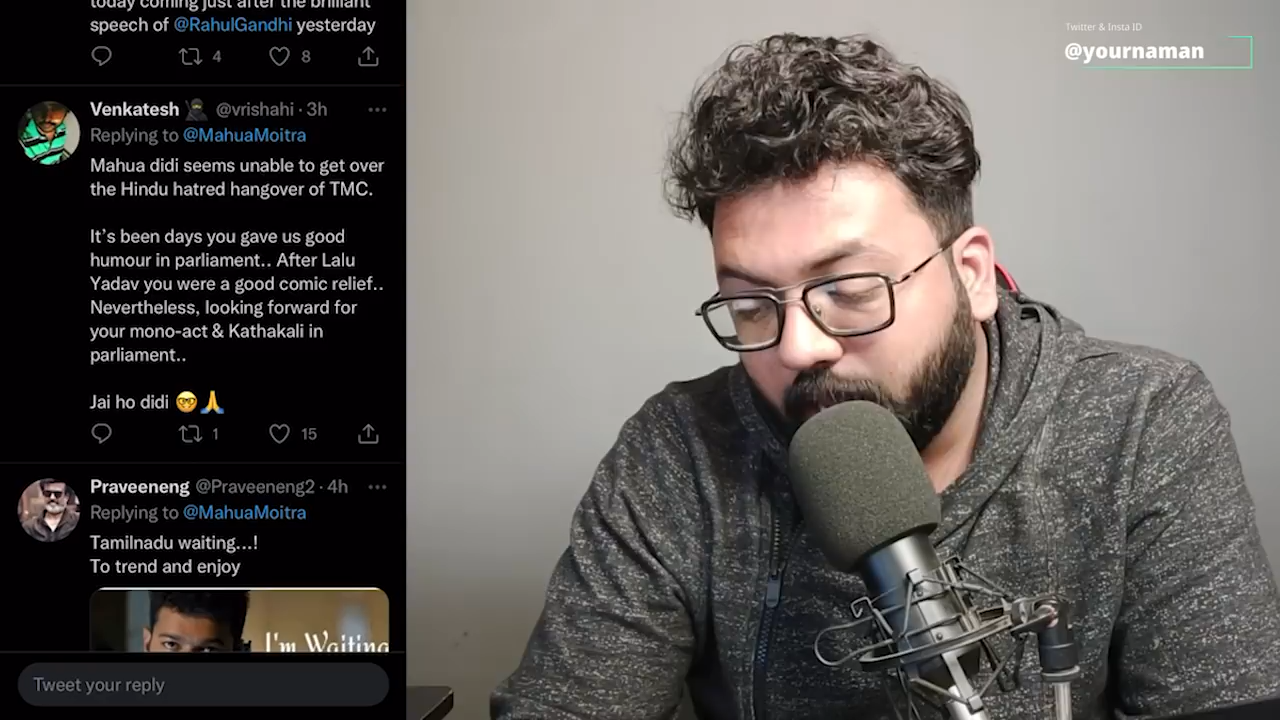 today coming just after the brilliant
speech of @RahulGandhi yesterday
4
8
Venkatesh @vrishahi · 3h
Replying to @MahuaMoitra
Mahua didi seems unable to get over
the Hindu hatred hangover of TMC.
It's been days you gave us good
humour in parliament.. After Lalu
Yadav you were a good comic relief..
Nevertheless, looking forward for
your mono-act & Kathakali in
parliament..
Jai ho didi 🤓🙏
1
15
Praveeneng @Praveeneng2 · 4h
Replying to @MahuaMoitra
Tamilnadu waiting...!
To trend and enjoy
I'm Waiting
Tweet your reply
Twitter & Insta ID
@yournaman